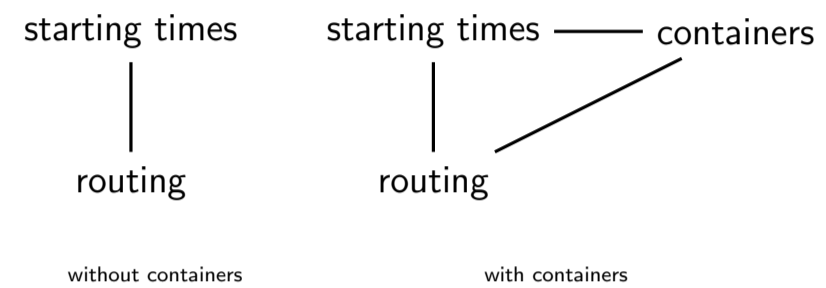 starting times
routing
without containers
starting times
containers
routing
with containers